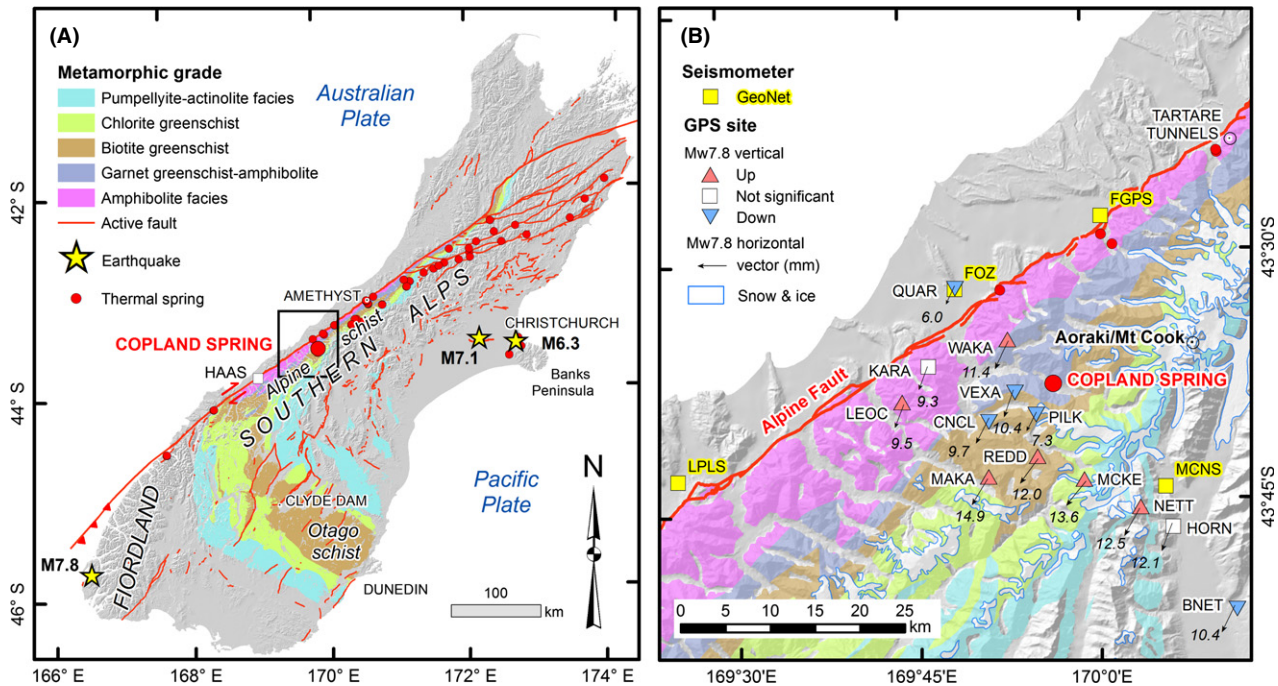 (A)
Metamorphic grade
Pumpellyite-actinolite facies
Chlorite greenschist
Biotite greenschist
Garnet greenschist-amphibolite
Amphibolite facies
Active fault
Earthquake
Thermal spring
Australian
Plate
AMETHYST
COPLAND SPRING
HAAS
Alpine schist
SOUTHERN ALPS
CHRISTCHURCH
M7.1
M6.3
Banks
Peninsula
Pacific
Plate
CLYDE DAM
Otago
schist
DUNEDIN
FIORDLAND
M7.8
N
100
km
42° S
44° S
46° S
166° E
168° E
170° E
172° E
174° E
(B)
Seismometer
GeoNet
GPS site
Mw7.8 vertical
Up
Not significant
Down
Mw7.8 horizontal
vector (mm)
Snow & ice
TARTARE
TUNNELS
FGPS
FOZ
QUAR
6.0
WAKA
11.4
Aoraki/Mt Cook
COPLAND SPRING
KARA
9.3
VEXA
10.4
LEOC
9.5
CNCL
9.7
PILK
7.3
Alpine Fault
REDD
12.0
LPLS
MAKA
14.9
MCKE
13.6
MCNS
NETT
12.5
HORN
12.1
BNET
10.4
0 5 10 15 20 25
km
43°30' S
43°45' S
169°30' E
169°45' E
170°0' E